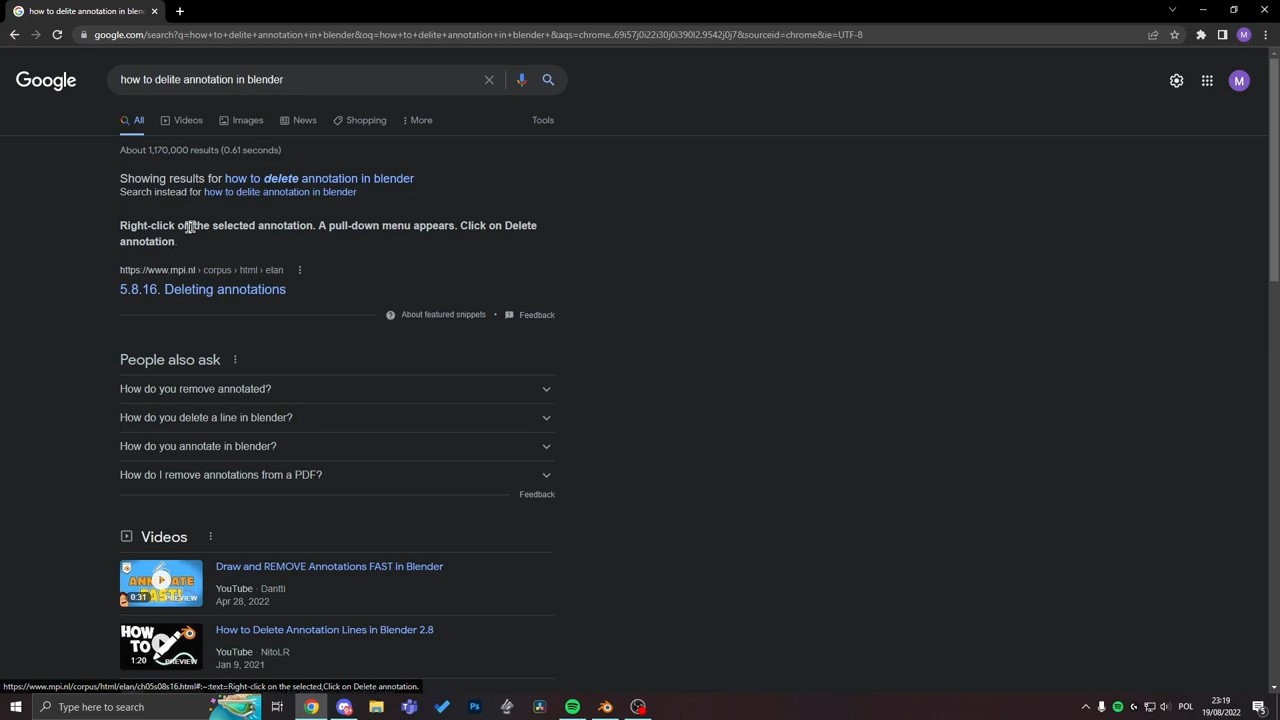 how to delite annotation in blen
google.com/search?q=how+to+delite+annotation+in+blender&oq=how+to+delite+annotation+in+blender+&aqs=chrome..69i57j0i22i30j0i390l2.9542j0j7&sourceid=chrome&ie=UTF-8
M
Google
how to delite annotation in blender
M
All
Videos
Images
News
Shopping
More
Tools
About 1,170,000 results (0.61 seconds)
Showing results for how to delete annotation in blender
Search instead for how to delite annotation in blender
Right-click on the selected annotation. A pull-down menu appears. Click on Delete
annotation.
https://www.mpi.nl › corpus › html › elan
5.8.16. Deleting annotations
About featured snippets • Feedback
People also ask
How do you remove annotated?
How do you delete a line in blender?
How do you annotate in blender?
How do I remove annotations from a PDF?
Feedback
Videos
ANNOTATE
FAST!
0:31 PREVIEW
Draw and REMOVE Annotations FAST in Blender
YouTube · Dantti
Apr 28, 2022
HOW
TO
1:20 PREVIEW
How to Delete Annotation Lines in Blender 2.8
YouTube · NitoLR
Jan 9, 2021
https://www.mpi.nl/corpus/html/elan/ch05s08s16.html#:~:text=Right-click on the selected,Click on Delete annotation.
Type here to search
Ps
POL
23:19
19/08/2022